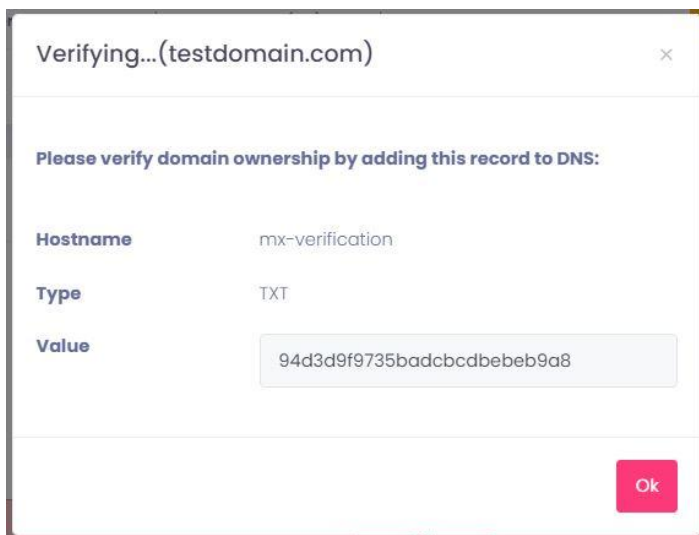 Verifying...(testdomain.com)
×
Please verify domain ownership by adding this record to DNS:
Hostname mx-verification
Type TXT
Value 94d3d9f9735badcbcdbebeb9a8
Ok